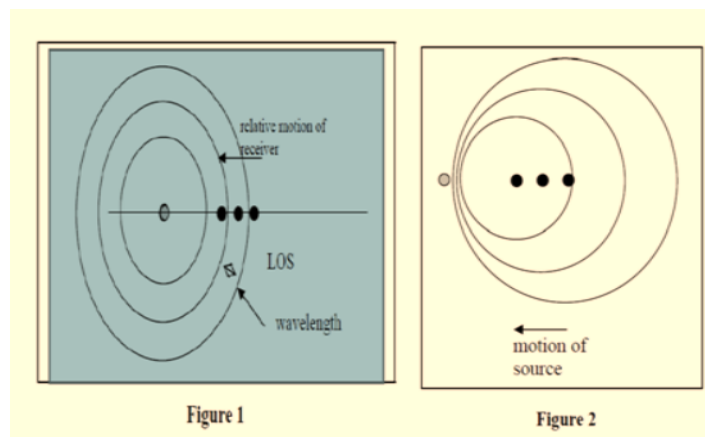 relative motion of
receiver
LOS
wavelength
Figure 1
motion of
source
Figure 2